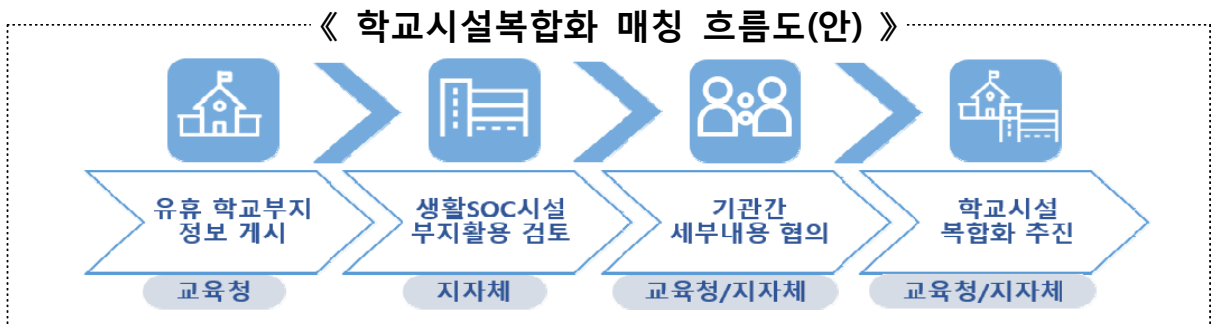 《 학교시설복합화 매칭 흐름도(안) 》
유휴 학교부지
정보 게시
교육청
생활SOC시설
부지활용 검토
지자체
기관간
세부내용 협의
교육청/지자체
학교시설
복합화 추진
교육청/지자체